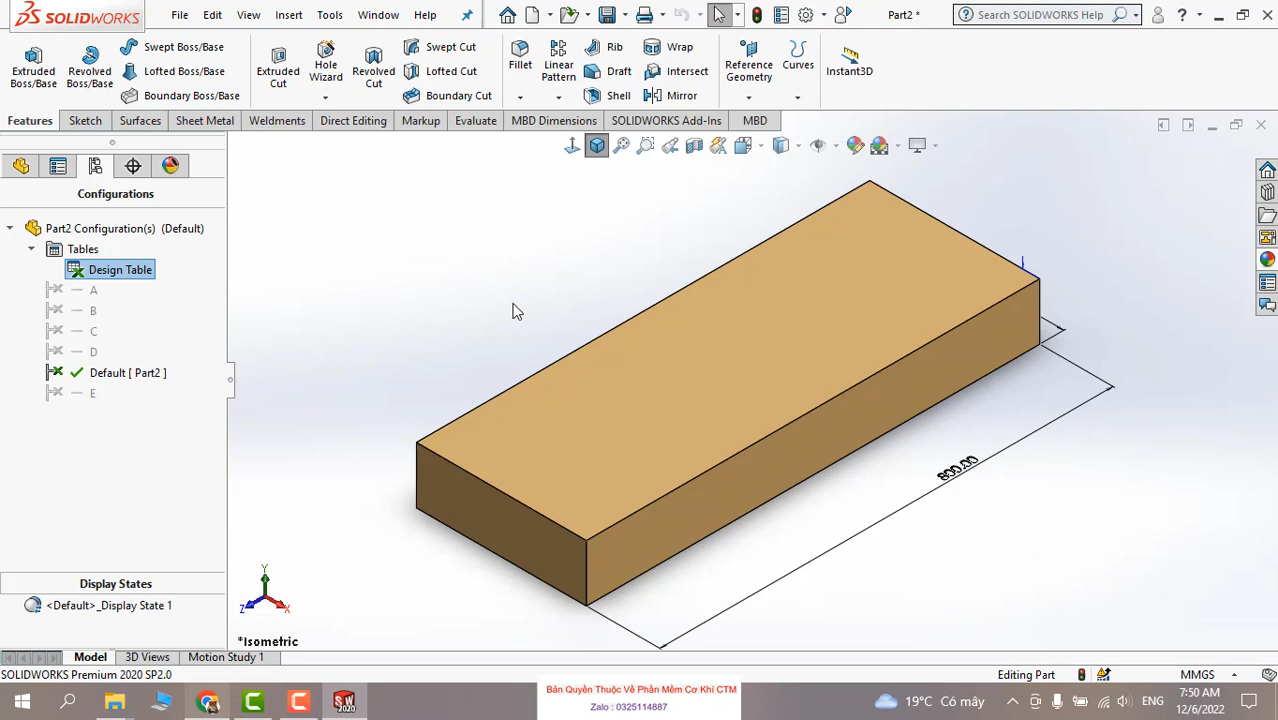 SOLIDWORKS
File
Edit
View
Insert
Tools
Window
Help
Part2 *
Search SOLIDWORKS Help
Extruded
Boss/Base
Revolved
Boss/Base
Swept Boss/Base
Lofted Boss/Base
Boundary Boss/Base
Extruded
Cut
Hole
Wizard
Revolved
Cut
Swept Cut
Lofted Cut
Boundary Cut
Fillet
Linear
Pattern
Rib
Draft
Shell
Wrap
Intersect
Mirror
Reference
Geometry
Curves
Instant3D
Features
Sketch
Surfaces
Sheet Metal
Weldments
Direct Editing
Markup
Evaluate
MBD Dimensions
SOLIDWORKS Add-Ins
MBD
Configurations
Part2 Configuration(s) (Default)
Tables
Design Table
A
B
C
D
Default [ Part2 ]
E
800.00
Display States
<Default>_Display State 1
Y
Z
X
*Isometric
Model
3D Views
Motion Study 1
SOLIDWORKS Premium 2020 SP2.0
Editing Part
MMGS
Bản Quyền Thuộc Về Phần Mềm Cơ Khí CTM
Zalo : 0325114887
19°C Có mây
ENG
7:50 AM
12/6/2022